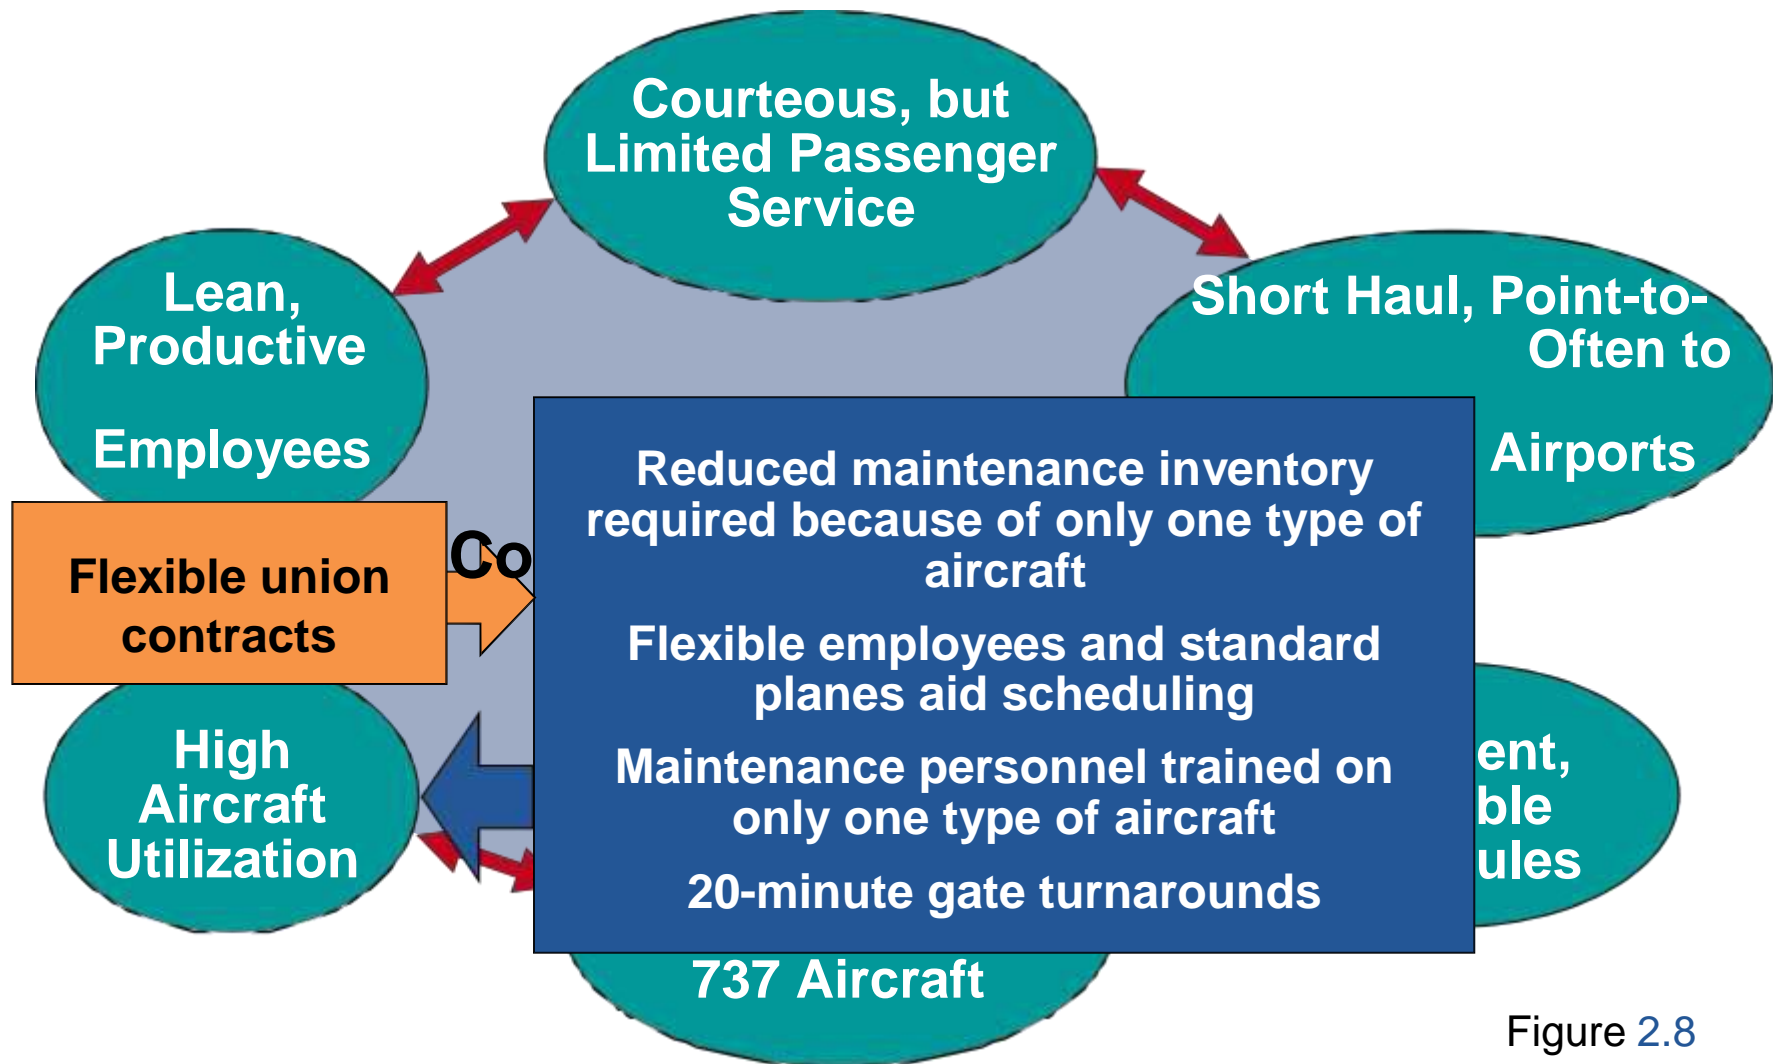 Courteous, but
Limited Passenger
Service
Lean,
Productive
Employees
Short Haul, Point-to-
Often to
Airports
Flexible union
contracts
Co
Reduced maintenance inventory
required because of only one type of
aircraft
Flexible employees and standard
planes aid scheduling
Maintenance personnel trained on
only one type of aircraft
20-minute gate turnarounds
High
Aircraft
Utilization
ent,
ble
ules
737 Aircraft
Figure 2.8